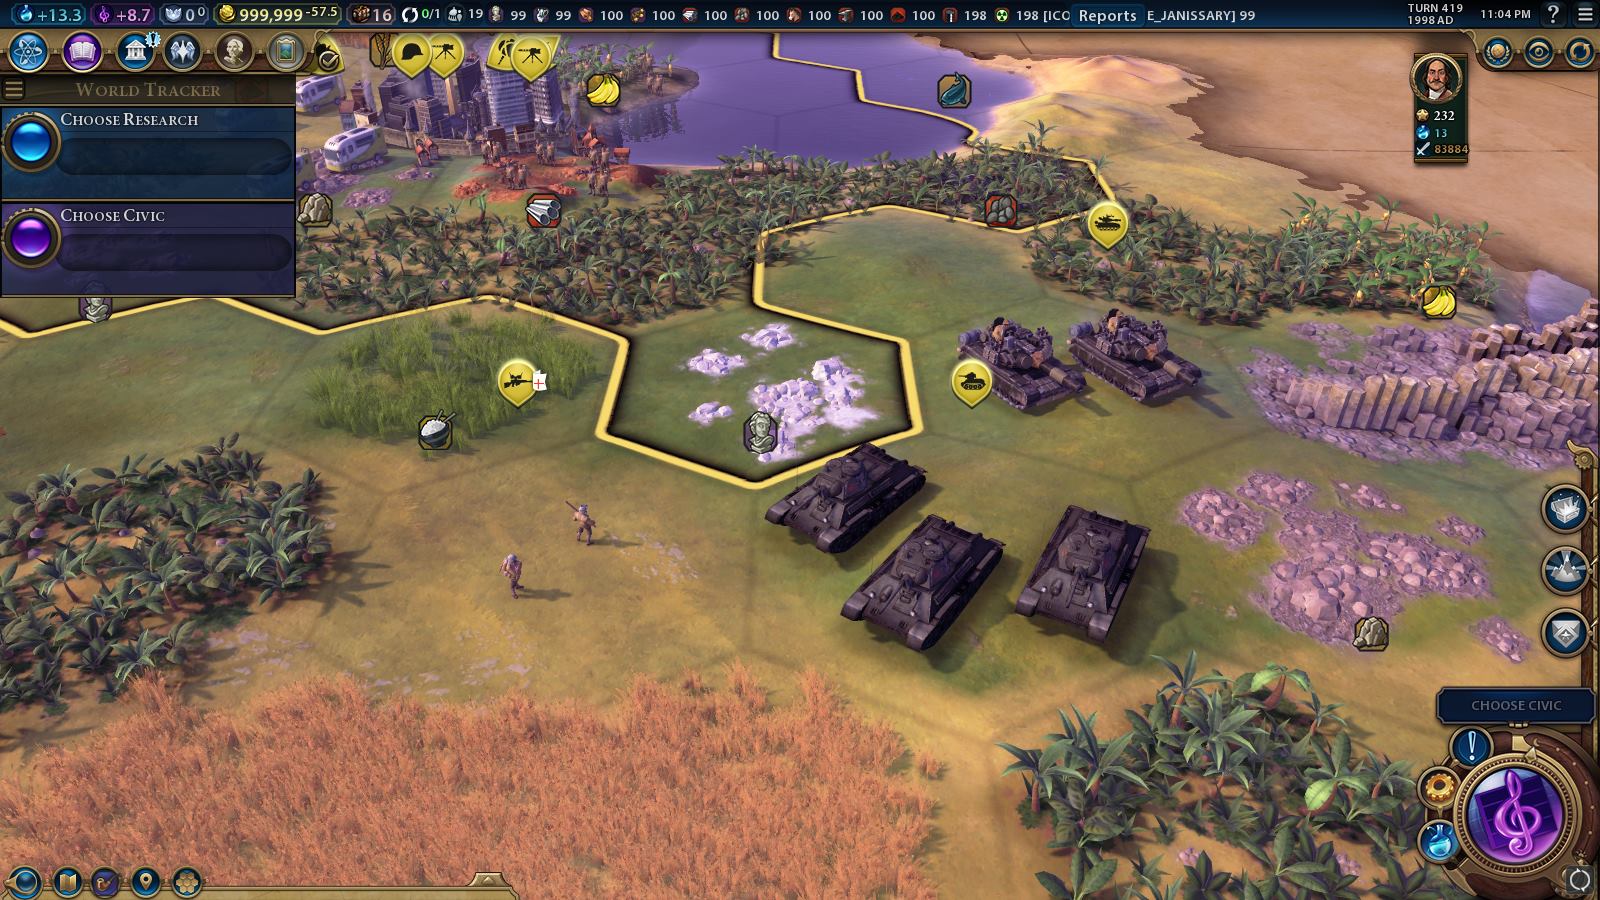 +13.3 +8.7 0 0 999,999 -57.5 16 0/1 19 99 99 100 100 100 100 100 100 100 198 198 [ICO Reports E_JANISSARY] 99 TURN 419 11:04 PM ?
1998 AD
WORLD TRACKER
CHOOSE RESEARCH
CHOOSE CIVIC
232
13
83884
CHOOSE CIVIC